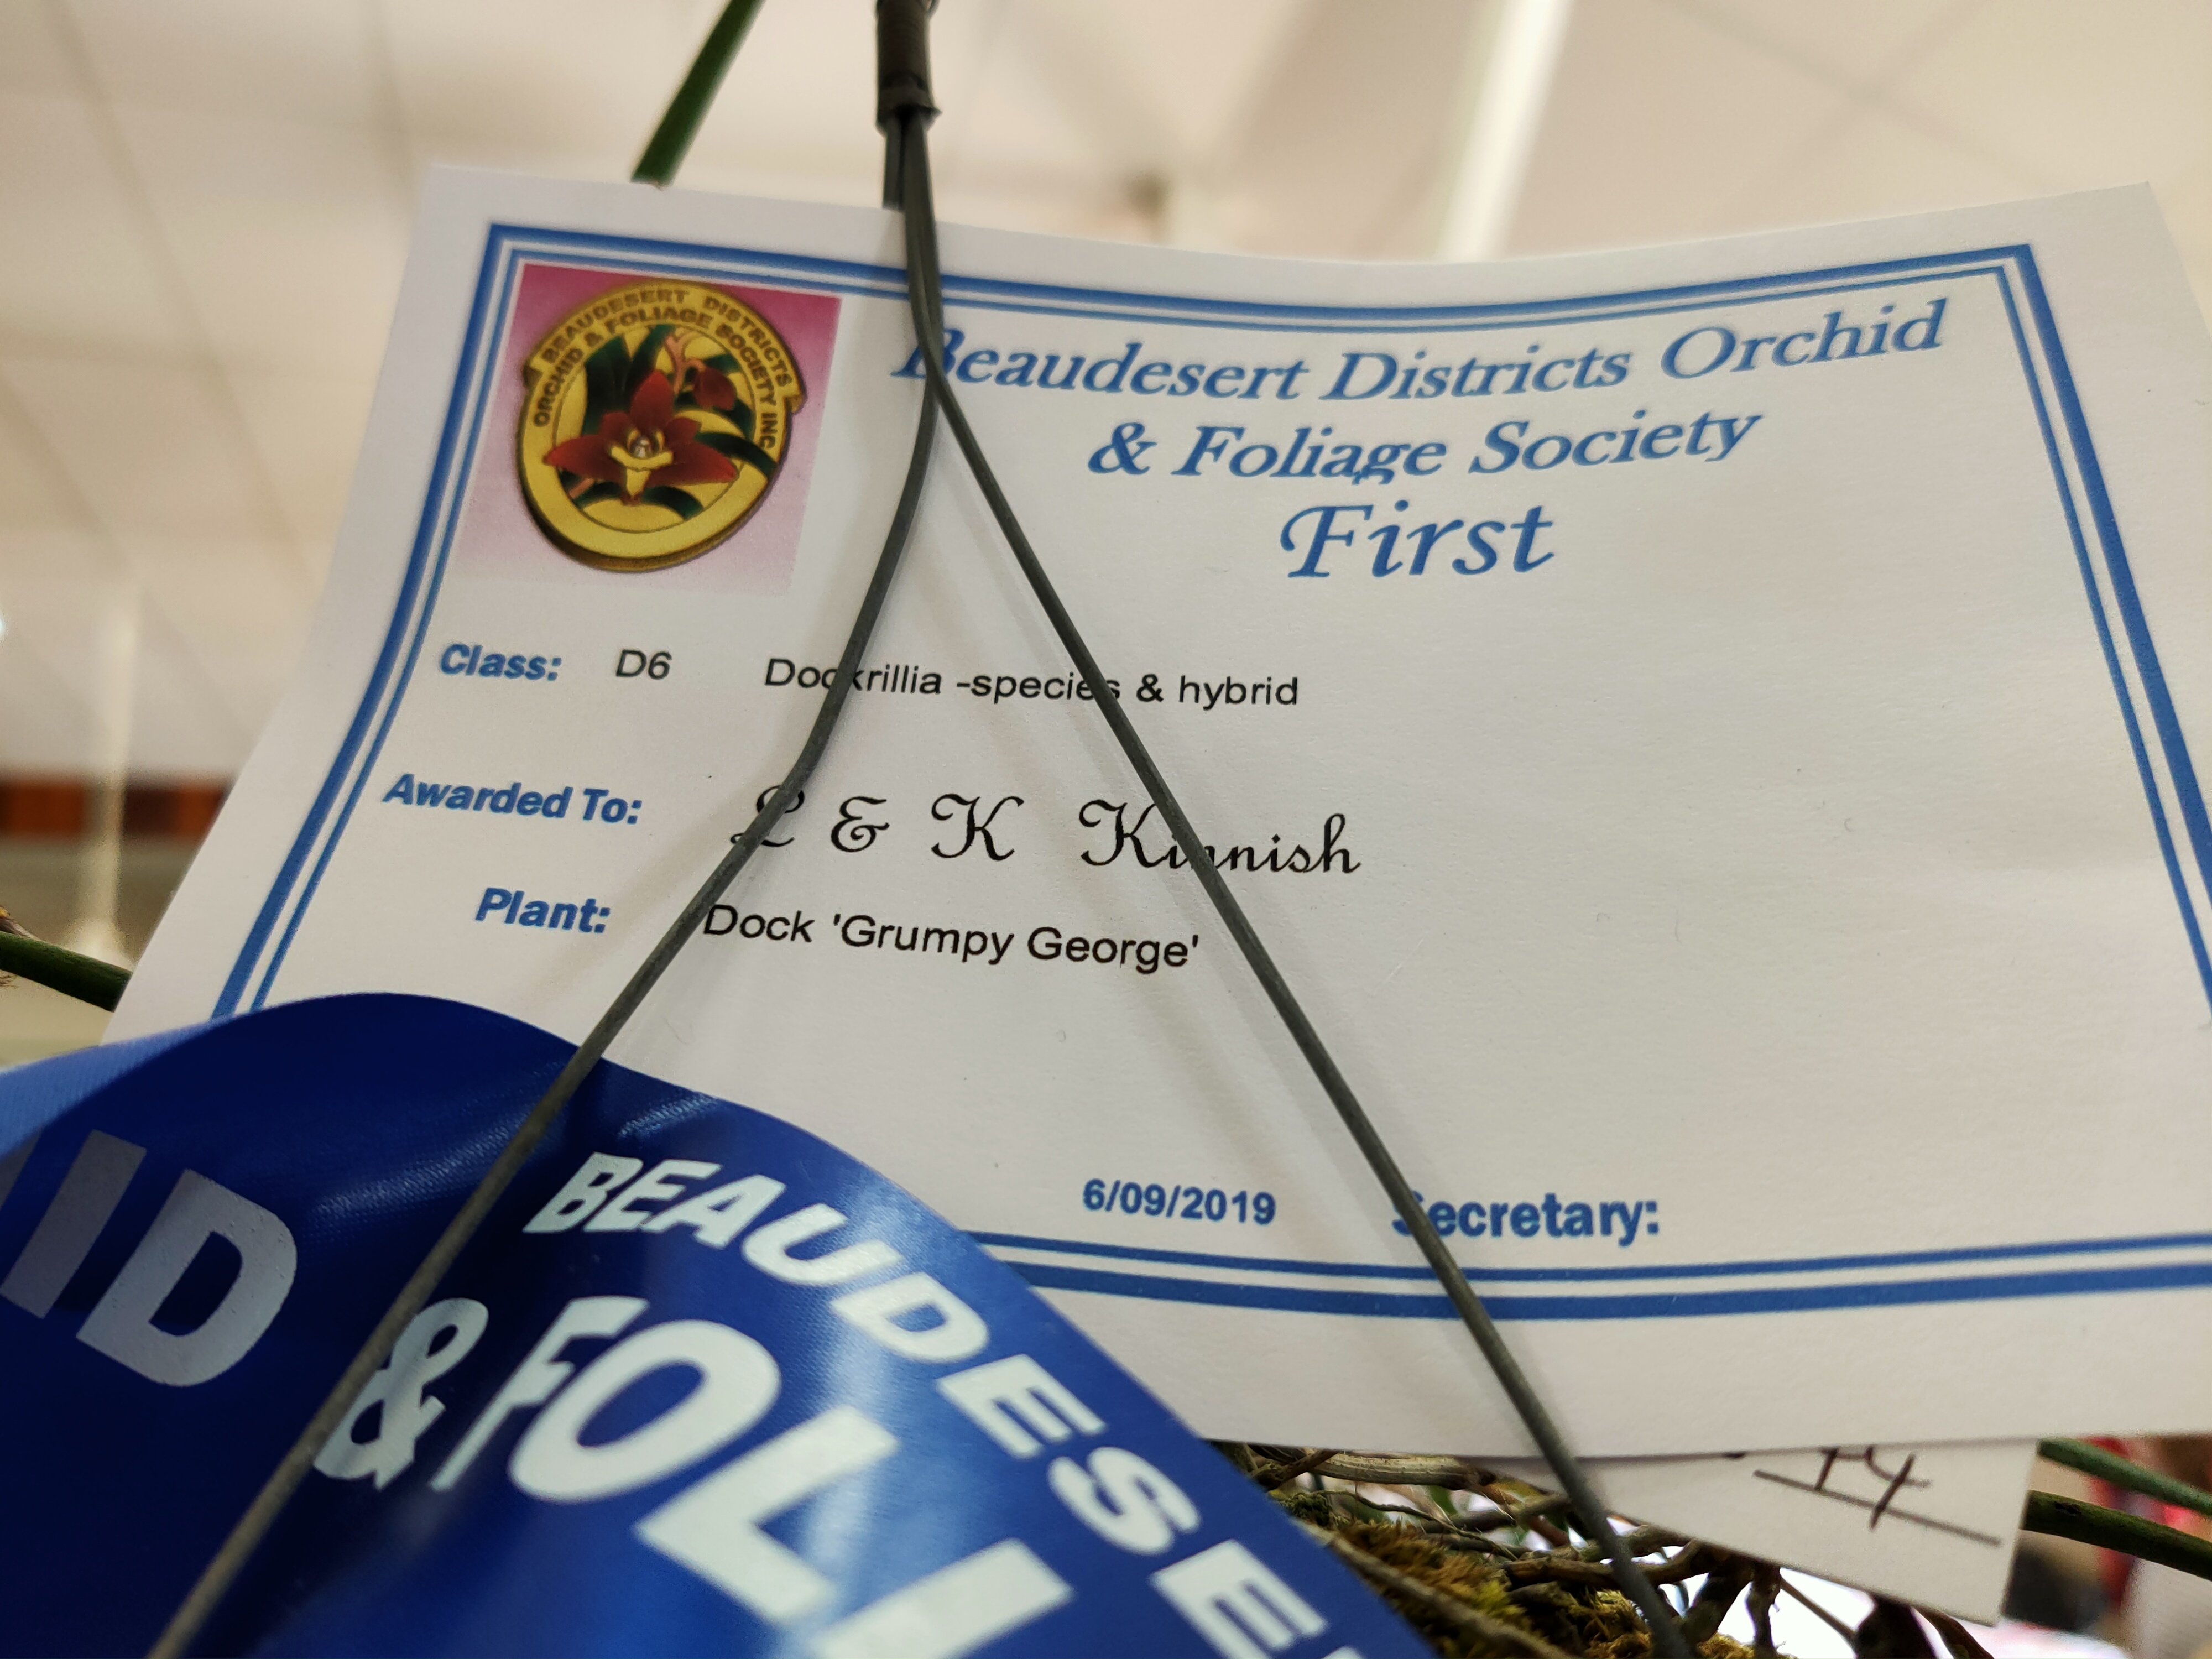 BEAUDESERT DISTRICTS
ORCHID & FOLIAGE SOCIETY INC
Beaudesert Districts Orchid
& Foliage Society
First
Class: D6 Dockrillia -species & hybrid
Awarded To: L & K Kinnish
Plant: Dock 'Grumpy George'
6/09/2019 Secretary:
ID
BEAUDESE
& FOLI